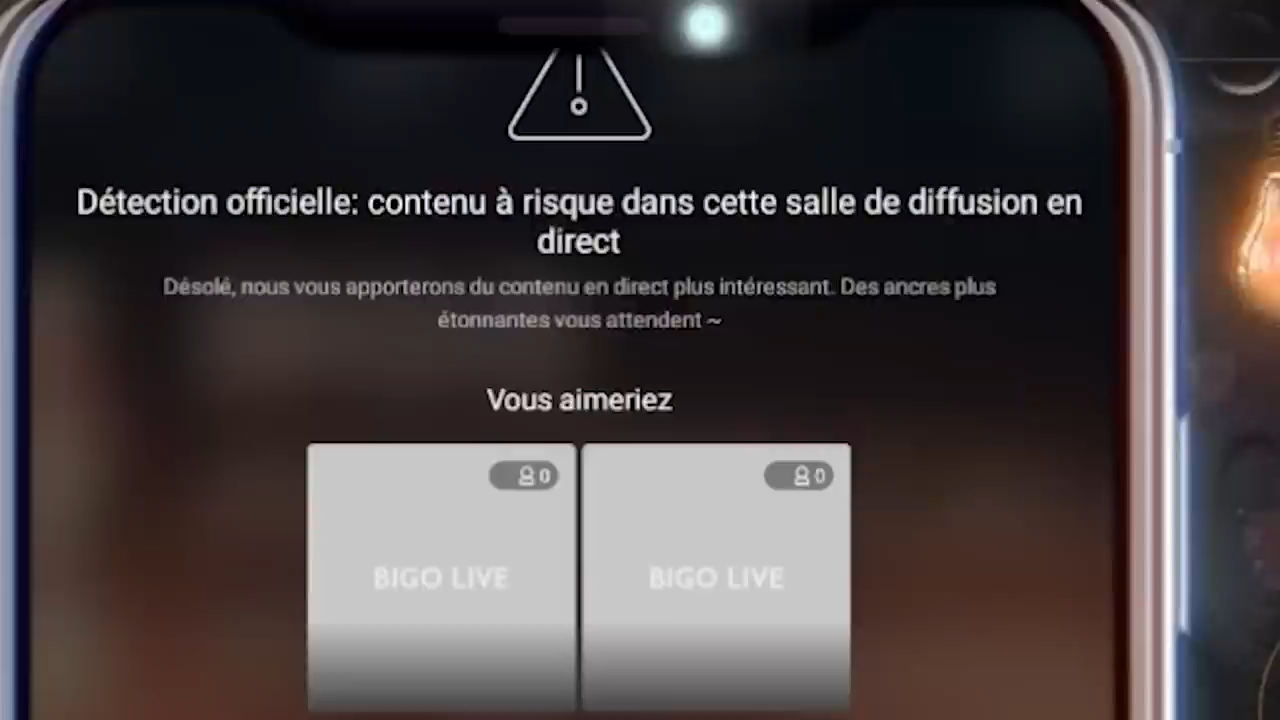 Détection officielle: contenu à risque dans cette salle de diffusion en
direct
Désolé, nous vous apporterons du contenu en direct plus intéressant. Des ancres plus
étonnantes vous attendent ~
Vous aimeriez
0 0
BIGO LIVE BIGO LIVE